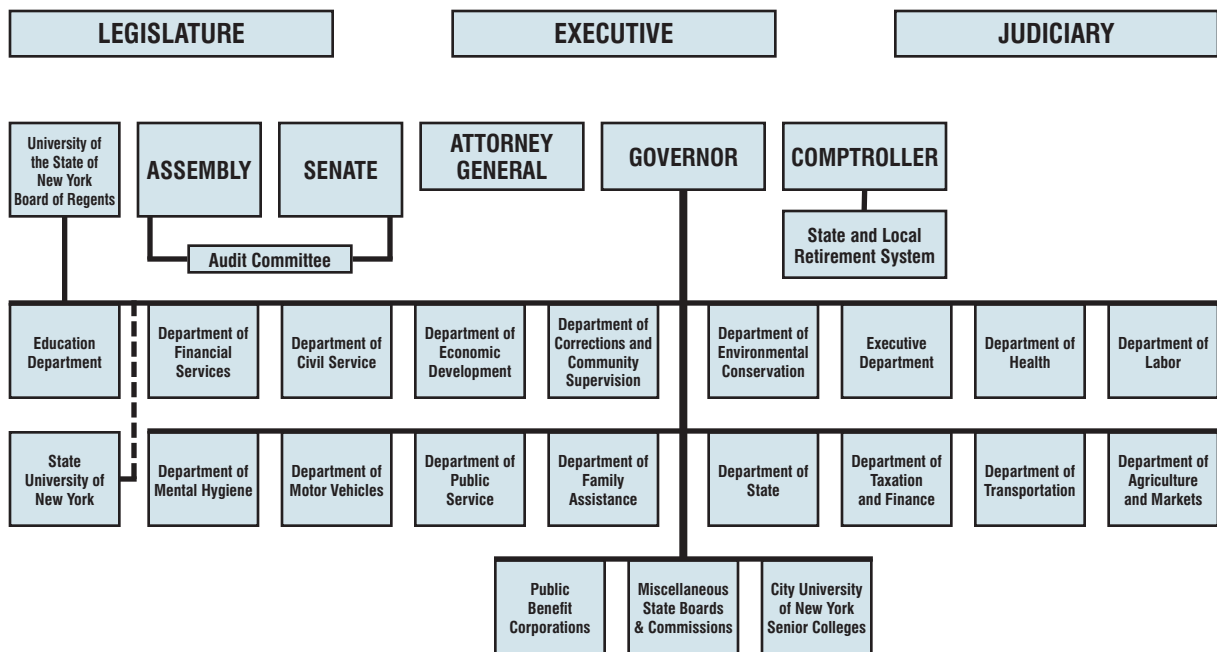 LEGISLATURE
EXECUTIVE
JUDICIARY
University of
the State of
New York
Board of Regents
ASSEMBLY
SENATE
ATTORNEY
GENERAL
GOVERNOR
COMPTROLLER
Audit Committee
State and Local
Retirement System
Education
Department
Department of
Financial
Services
Department of
Civil Service
Department of
Economic
Development
Department of
Corrections and
Community
Supervision
Department of
Environmental
Conservation
Executive
Department
Department of
Health
Department of
Labor
State
University of
New York
Department of
Mental Hygiene
Department of
Motor Vehicles
Department of
Public
Service
Department of
Family
Assistance
Department of
State
Department of
Taxation
and Finance
Department of
Transportation
Department of
Agriculture
and Markets
Public
Benefit
Corporations
Miscellaneous
State Boards
& Commissions
City University
of New York
Senior Colleges